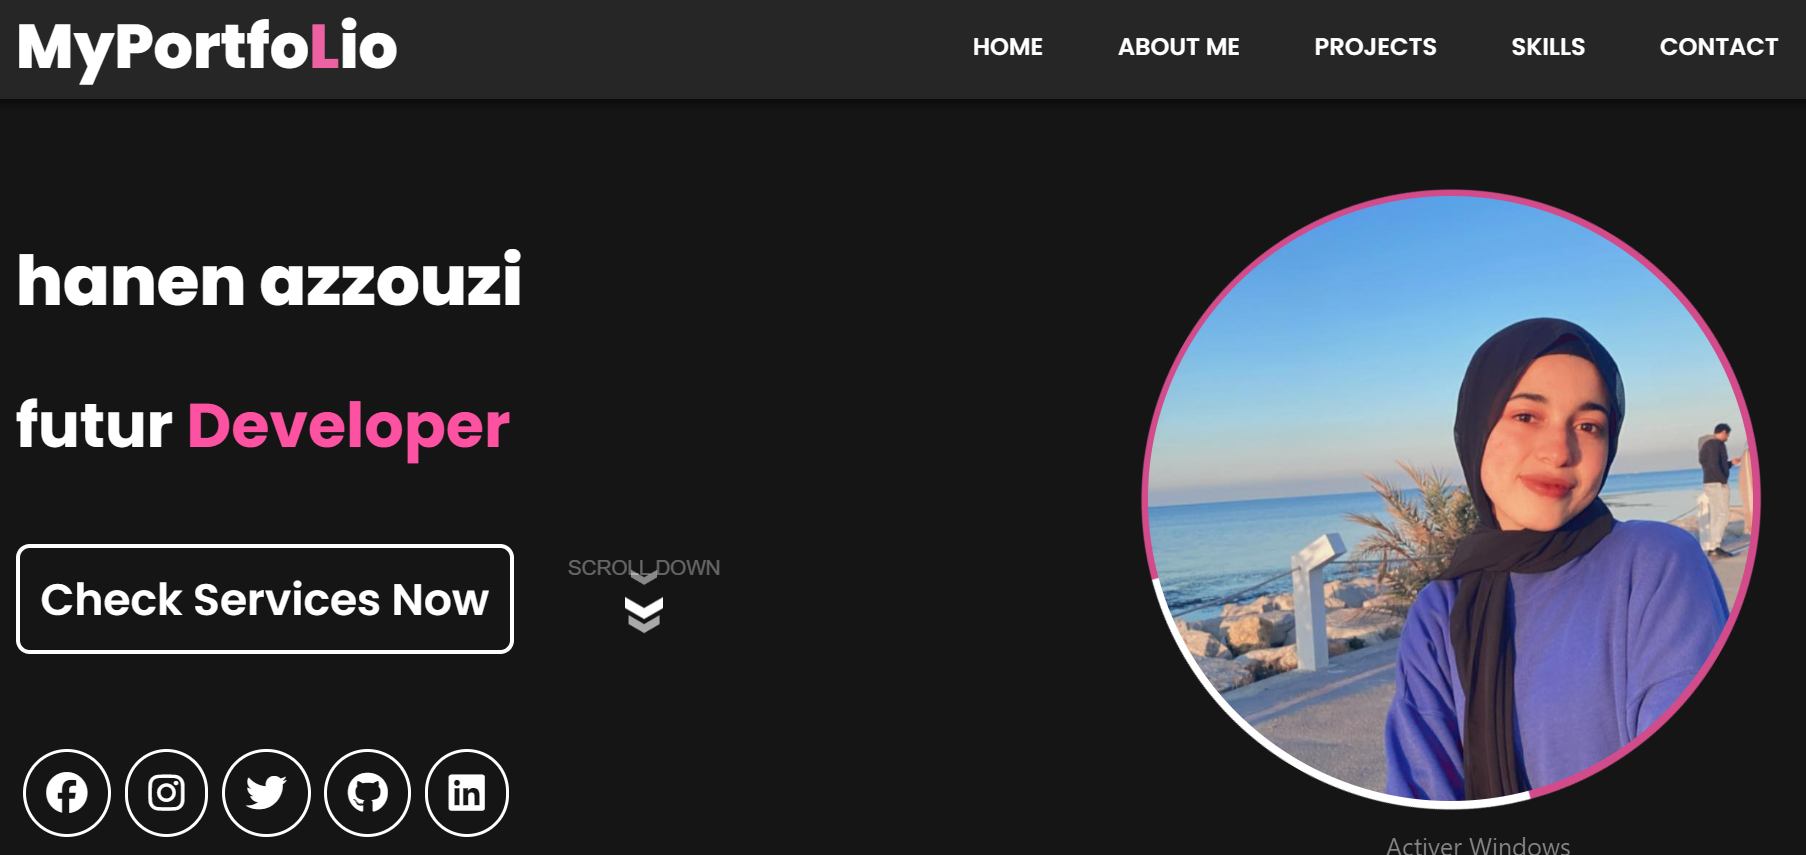 MyPortfoLio
HOME ABOUT ME PROJECTS SKILLS CONTACT
hanen azzouzi
futur Developer
Check Services Now
SCROLL DOWN
Activer Windows